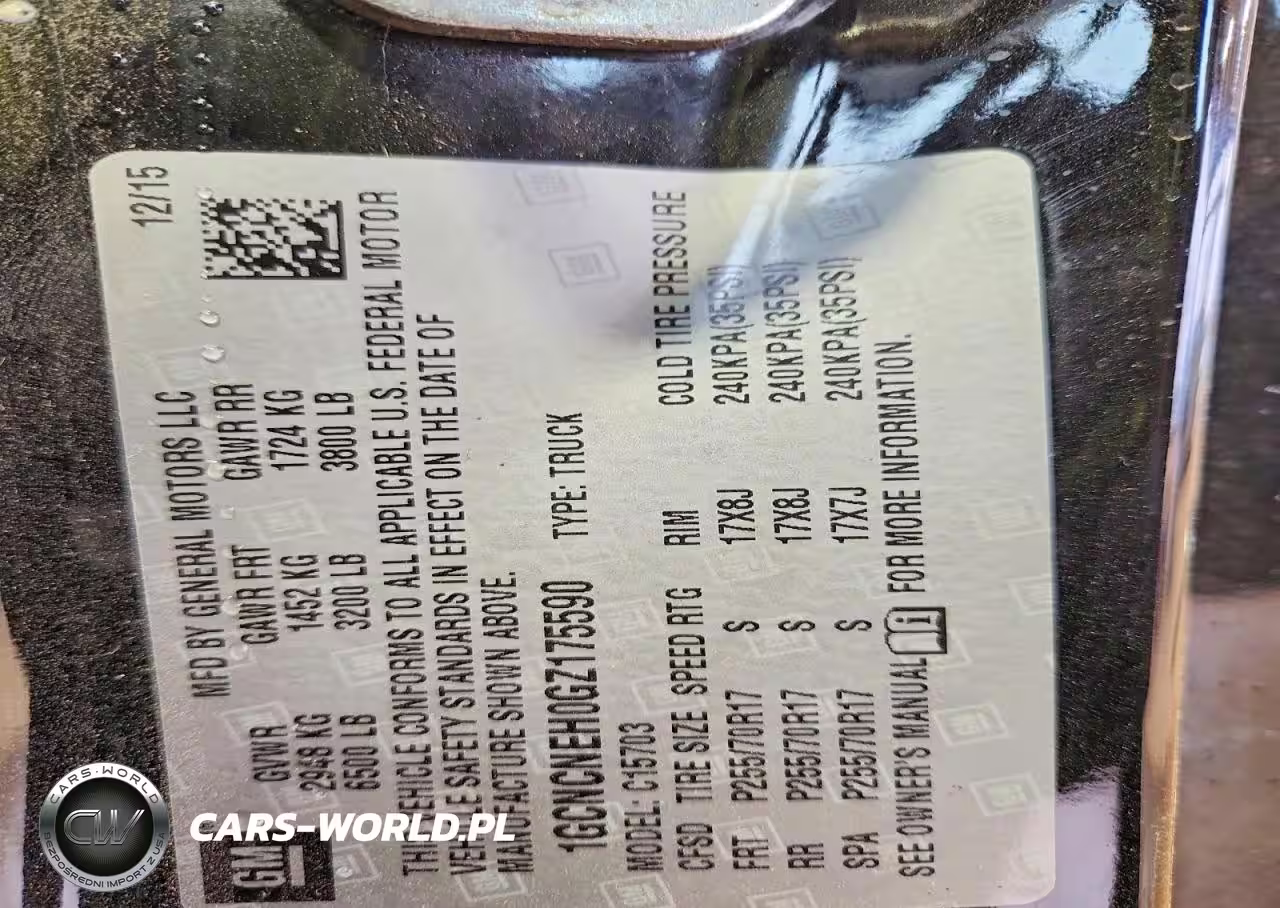 12/15
MFD BY GENERAL MOTORS LLC
GVWR GAWR FRT GAWR RR
2948 KG 1452 KG 1724 KG
6500 LB 3200 LB 3800 LB
THIS VEHICLE CONFORMS TO ALL APPLICABLE U.S. FEDERAL MOTOR
VEHICLE SAFETY STANDARDS IN EFFECT ON THE DATE OF
MANUFACTURE SHOWN ABOVE.
1GCNCNEH0GZ175590 TYPE: TRUCK
MODEL: C15703
CFSD TIRE SIZE SPEED RTG RIM COLD TIRE PRESSURE
FRT P255/70R17 S 17X8J 240KPA(35PSI)
RR P255/70R17 S 17X8J 240KPA(35PSI)
SPA P255/70R17 S 17X7J 240KPA(35PSI)
SEE OWNER'S MANUAL i FOR MORE INFORMATION.
GM
CARS-WORLD
CW
BEZPOŚREDNI IMPORT Z USA
CARS-WORLD.PL